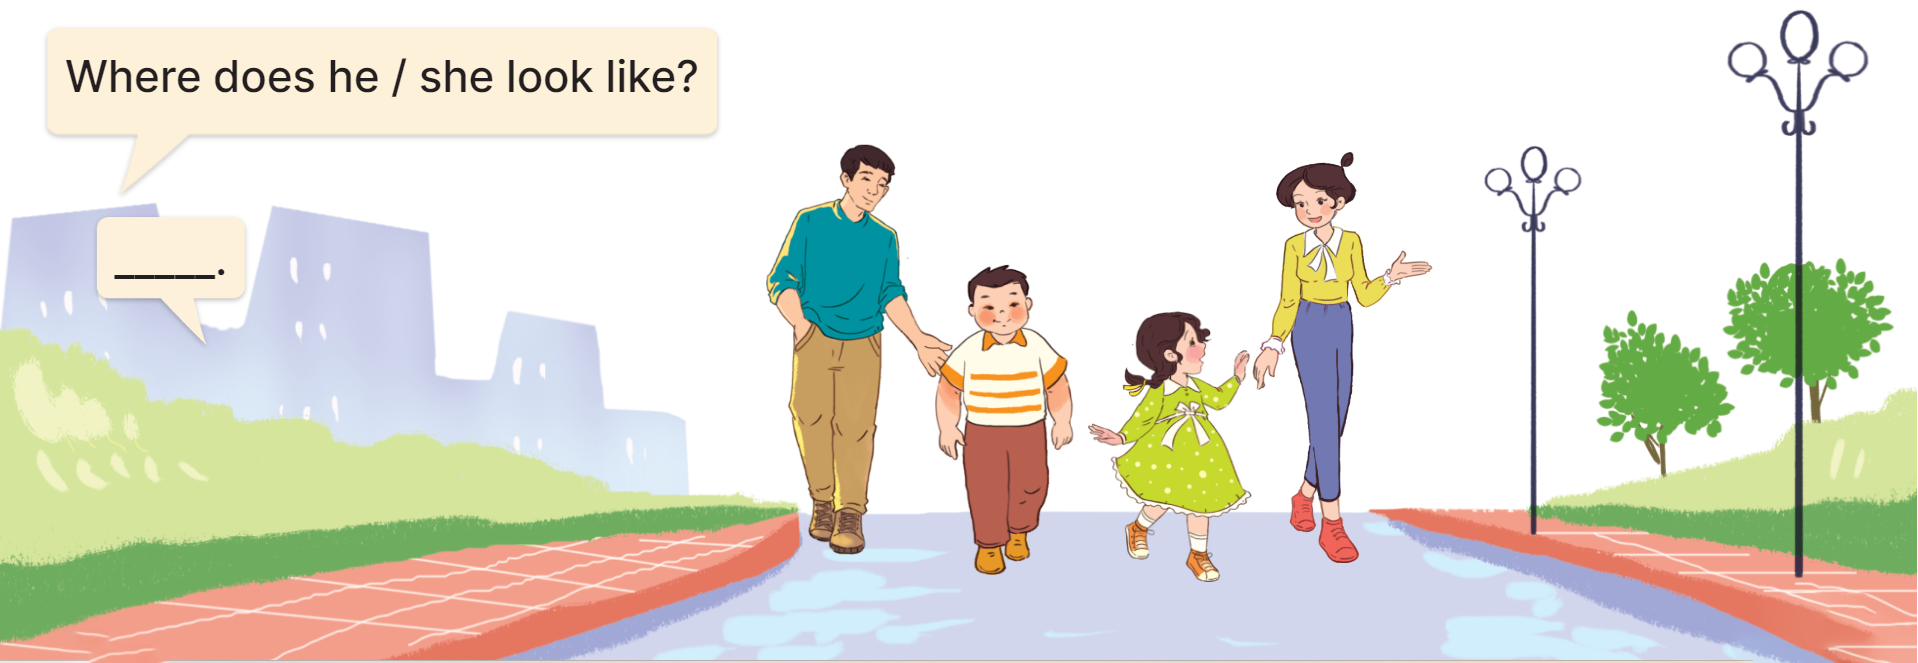 Where does he / she look like?
_____.